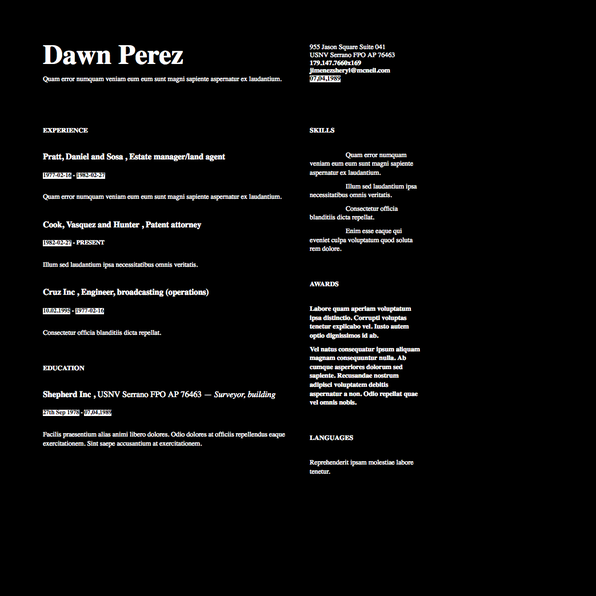 Dawn Perez
Quam error numquam veniam eum eum sunt magni sapiente aspernatur ex laudantium.
955 Jason Square Suite 041
USNV Serrano FPO AP 76463
179.147.7660x169
jimenezsheryl@mcneil.com
07.04.1989
EXPERIENCE
Pratt, Daniel and Sosa , Estate manager/land agent
1977-02-16 - 1982-02-27
Quam error numquam veniam eum eum sunt magni sapiente aspernatur ex laudantium.
Cook, Vasquez and Hunter , Patent attorney
1982-02-27 - PRESENT
Illum sed laudantium ipsa necessitatibus omnis veritatis.
Cruz Inc , Engineer, broadcasting (operations)
10.02.1995 - 1977-02-16
Consectetur officia blanditiis dicta repellat.
EDUCATION
Shepherd Inc , USNV Serrano FPO AP 76463 — Surveyor, building
27th Sep 1978 - 07.04.1989
Facilis praesentium alias animi libero dolores. Odio dolores at officiis repellendus eaque
exercitationem. Sint saepe accusantium at exercitationem.
SKILLS
Quam error numquam
veniam eum eum sunt magni sapiente
aspernatur ex laudantium.
Illum sed laudantium ipsa
necessitatibus omnis veritatis.
Consectetur officia
blanditiis dicta repellat.
Enim esse eaque qui
eveniet culpa voluptatum quod soluta
rem dolore.
AWARDS
Labore quam aperiam voluptatum
ipsa distinctio. Corrupti voluptas
tenetur explicabo vel. Iusto autem
optio dignissimos id ab.
Vel natus consequatur ipsum aliquam
magnam consequuntur nulla. Ab
cumque asperiores dolorum sed
sapiente. Recusandae nostrum
adipisci voluptatem debitis
aspernatur a non. Odio repellat quae
vel omnis nobis.
LANGUAGES
Reprehenderit ipsam molestiae labore
tenetur.